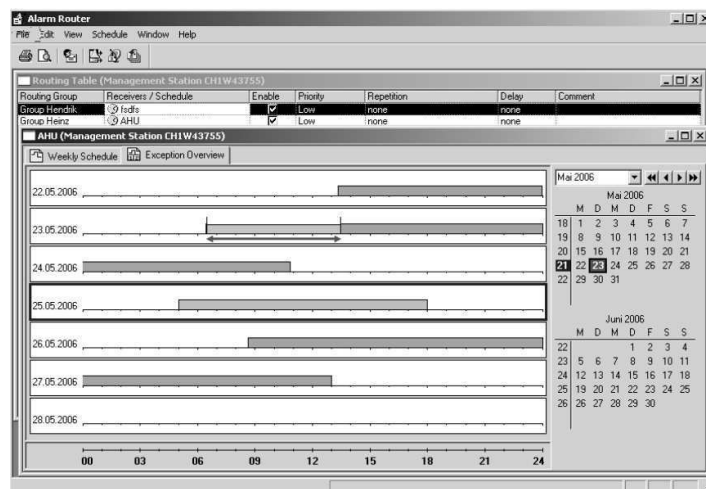 Alarm Router
File Edit View Schedule Window Help
Routing Table (Management Station CH1W43755)
Routing Group Receivers / Schedule Enable Priority Repetition Delay Comment
Group Hendrik fsdfs Low none none
Group Heinz AHU Low none none
AHU (Management Station CH1W43755)
Weekly Schedule Exception Overview
22.05.2006
23.05.2006
24.05.2006
25.05.2006
26.05.2006
27.05.2006
28.05.2006
00 03 06 09 12 15 18 21 24
Mai 2006
Mai 2006
M D M D F S S
18 1 2 3 4 5 6 7
19 8 9 10 11 12 13 14
20 15 16 17 18 19 20 21
21 22 23 24 25 26 27 28
22 29 30 31
Juni 2006
M D M D F S S
22 1 2 3 4
23 5 6 7 8 9 10 11
24 12 13 14 15 16 17 18
25 19 20 21 22 23 24 25
26 26 27 28 29 30